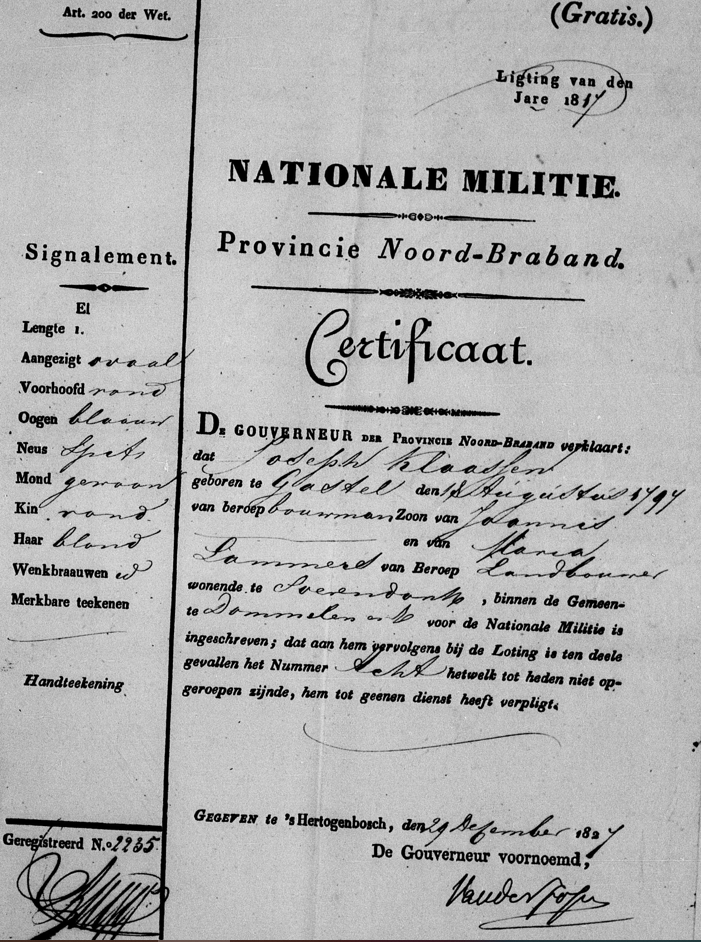 Art. 200 der Wet.
(Gratis.)
Ligting van den
Jare 1817
NATIONALE MILITIE.
Provincie Noord-Braband.
Certificaat.
Signalement.
El
Lengte 1.
Aangezigt ovaal
Voorhoofd rond
Oogen blaauw
Neus spits
Mond gewoon
Kin rond
Haar blond
Wenkbraauwen id
Merkbare teekenen
Handteekening
Geregistreerd N.o 2235.
DE GOUVERNEUR DER PROVINCIE NOORD-BRABAND verklaart:
dat Joseph Klaassen
geboren te Gastel den 18 Augustus 1797
van beroep bouwman Zoon van Joannes
en van Maria
Lammers van Beroep Landbouwer
wonende te Soerendonk, binnen de Gemeen-
te Dommelen voor de Nationale Militie is
ingeschreven; dat aan hem vervolgens bij de Loting is ten deele
gevallen het Nummer Acht hetwelk tot heden niet op-
geroepen zijnde, hem tot geenen dienst heeft verpligt.
GEGEVEN te 's Hertogenbosch, den 29 December 1827
De Gouverneur voornoemd,